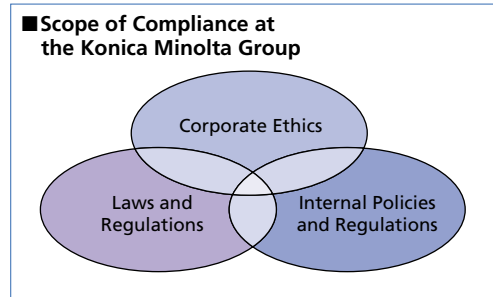 ■Scope of Compliance at
the Konica Minolta Group
Corporate Ethics
Laws and
Regulations
Internal Policies
and Regulations